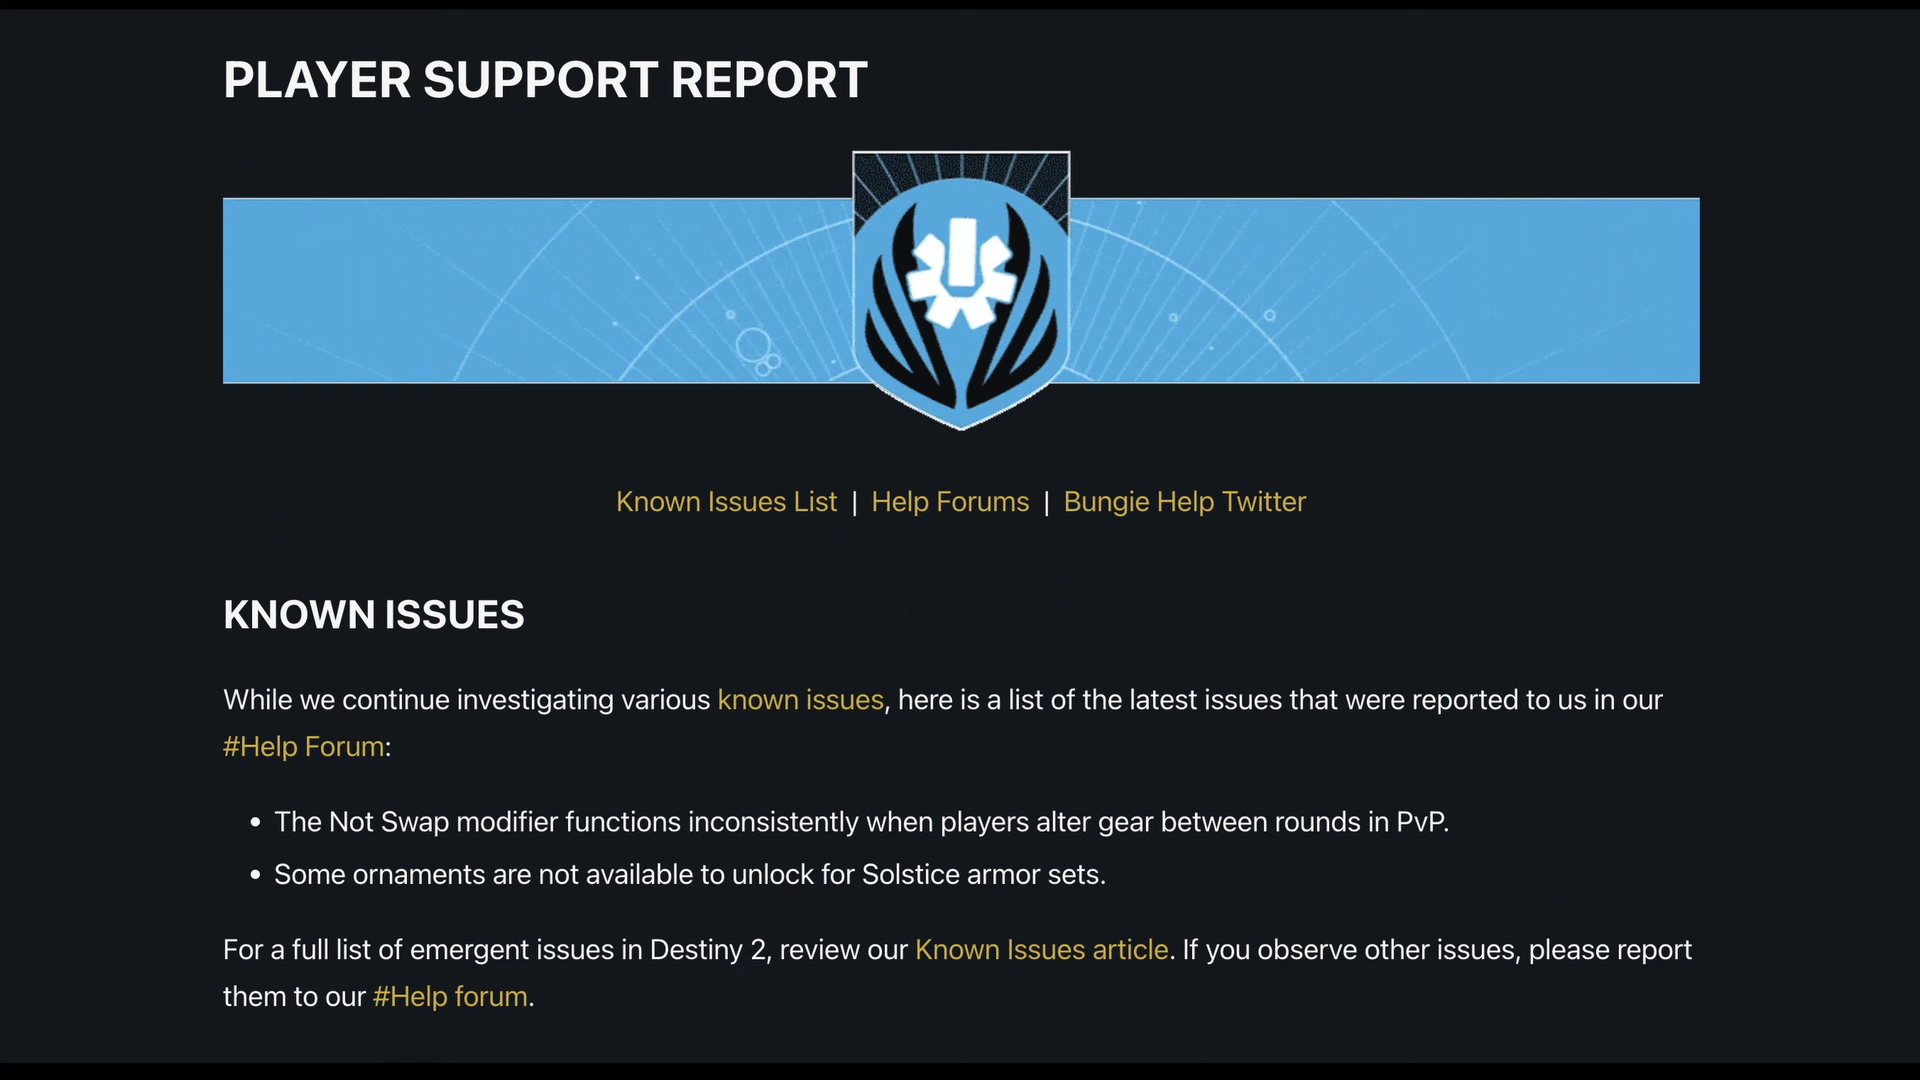 PLAYER SUPPORT REPORT
Known Issues List | Help Forums | Bungie Help Twitter
KNOWN ISSUES
While we continue investigating various known issues, here is a list of the latest issues that were reported to us in our
#Help Forum:
• The Not Swap modifier functions inconsistently when players alter gear between rounds in PvP.
• Some ornaments are not available to unlock for Solstice armor sets.
For a full list of emergent issues in Destiny 2, review our Known Issues article. If you observe other issues, please report
them to our #Help forum.